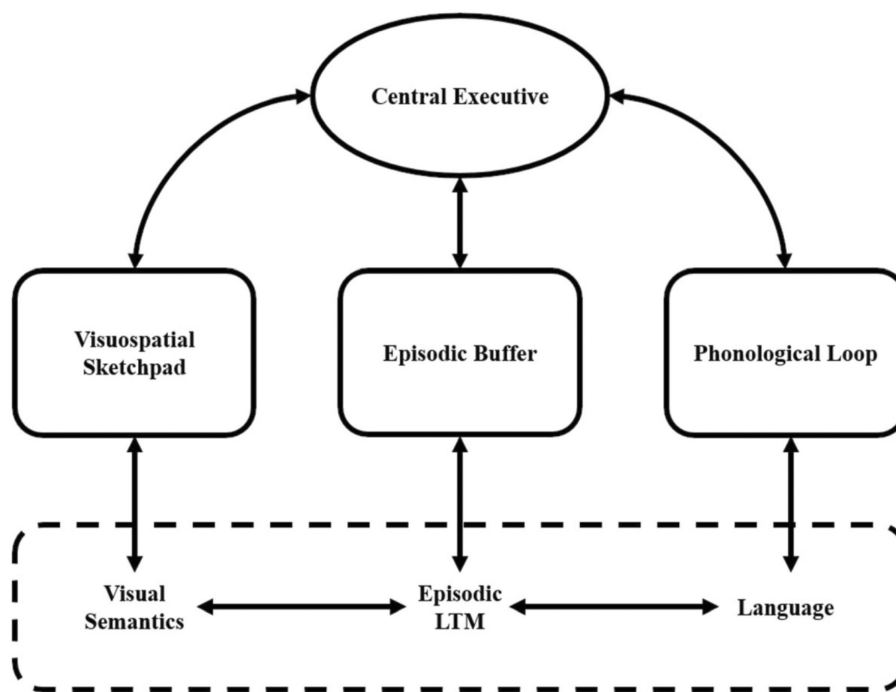 Central Executive
Visuospatial
Sketchpad
Episodic Buffer
Phonological Loop
Visual
Semantics
Episodic
LTM
Language